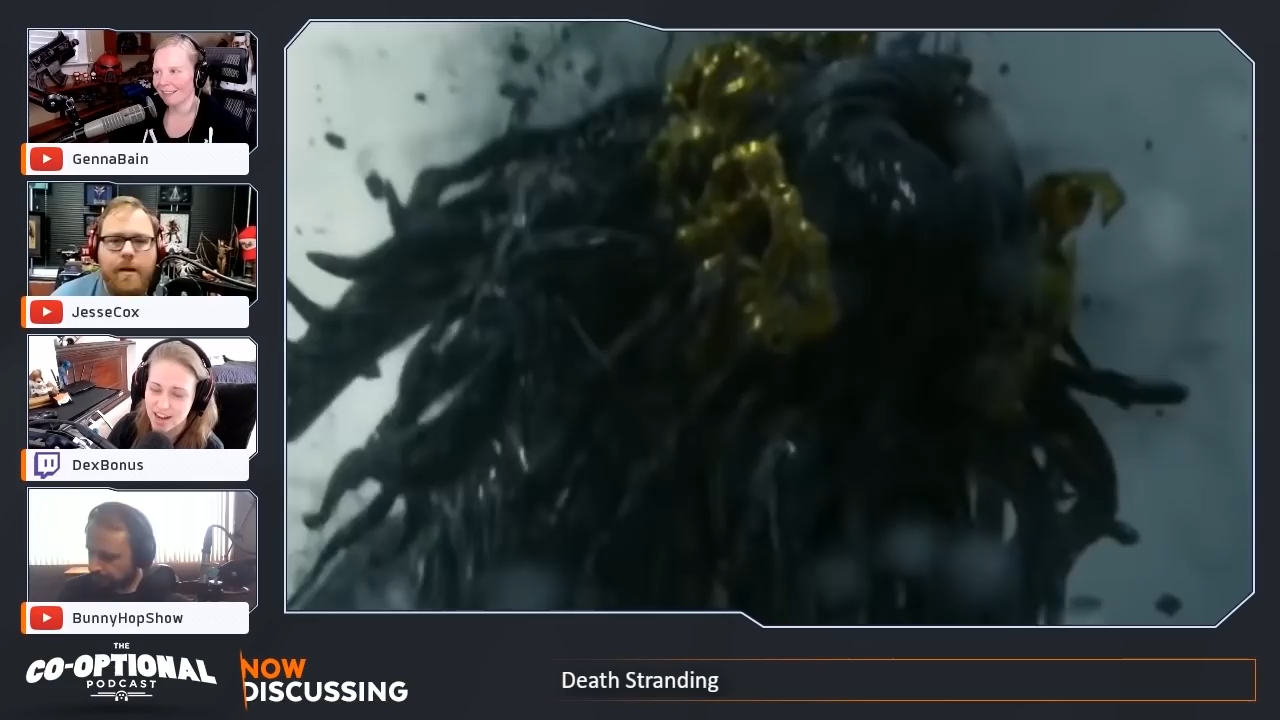 GennaBain
JesseCox
DexBonus
BunnyHopShow
THE
CO-OPTIONAL
PODCAST
NOW
DISCUSSING
Death Stranding